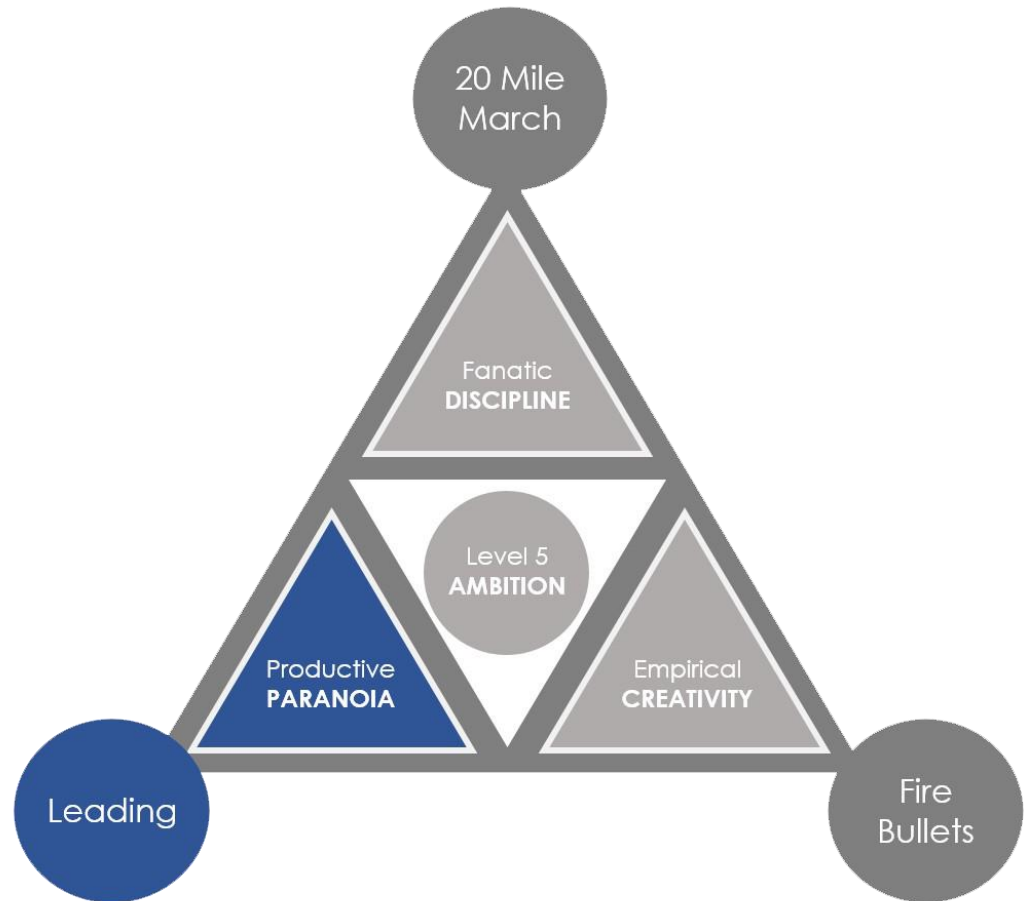 20 Mile
March
Fanatic
DISCIPLINE
Level 5
AMBITION
Productive
PARANOIA
Empirical
CREATIVITY
Leading
Fire
Bullets